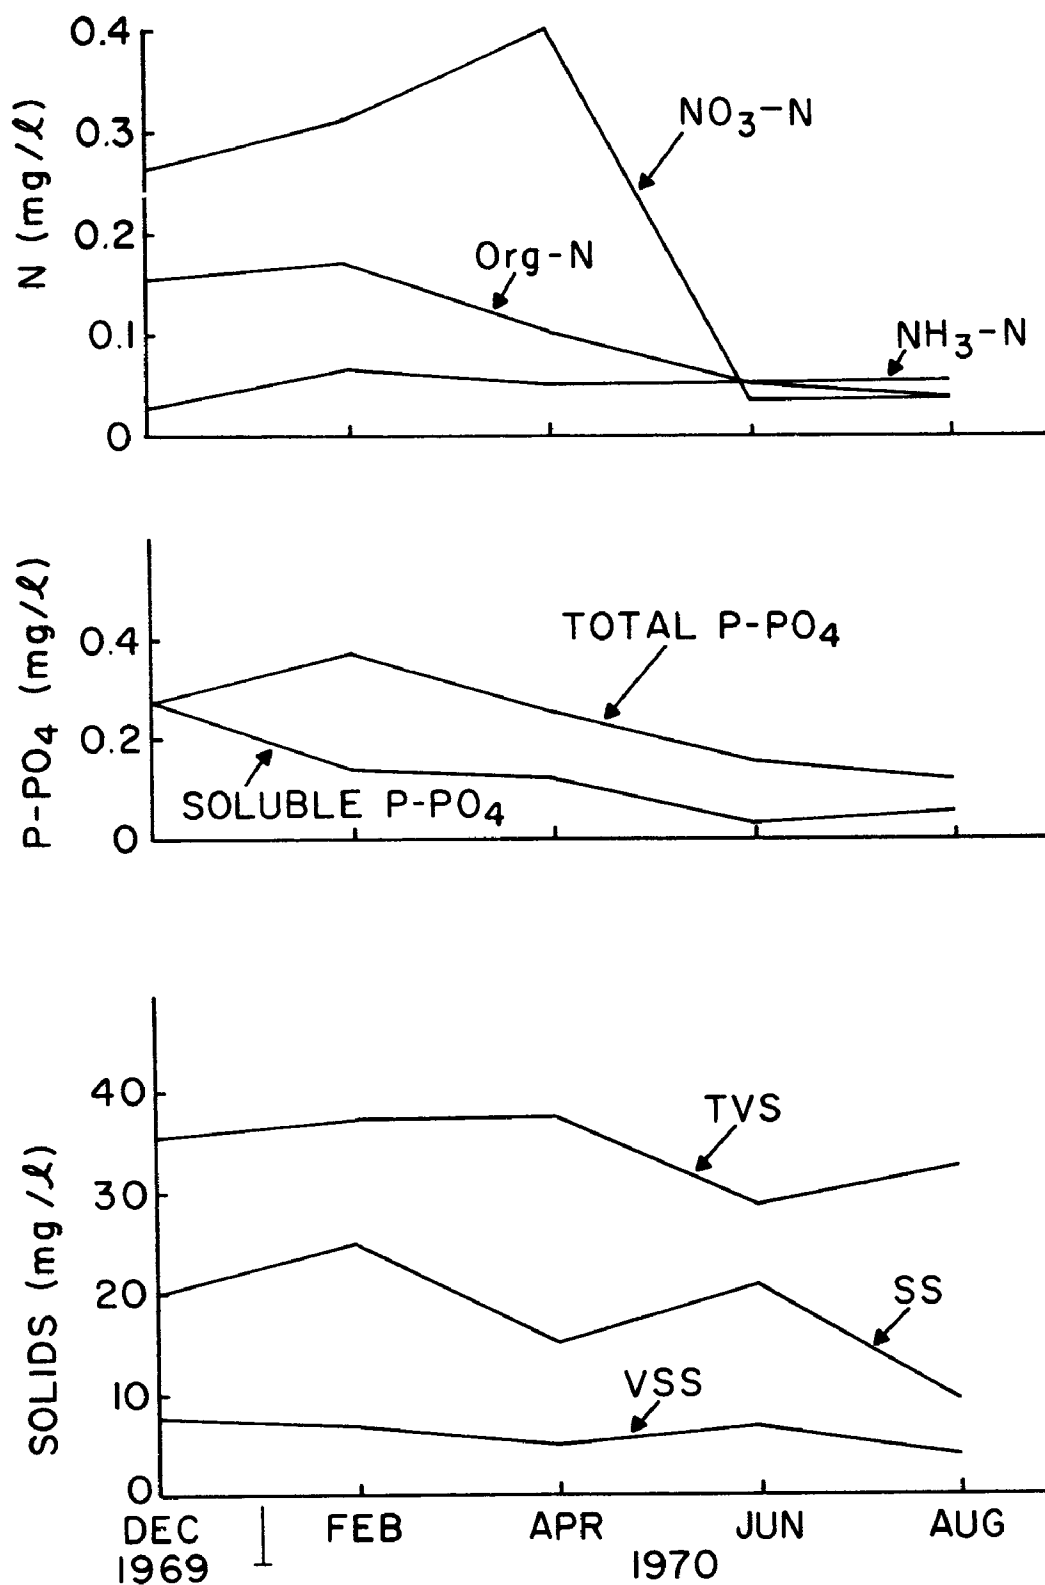 0.4
0.3
0.2
0.1
0
N (mg/ℓ)
NO₃-N
Org-N
NH₃-N
0.4
0.2
0
P-PO₄ (mg/ℓ)
TOTAL P-PO₄
SOLUBLE P-PO₄
40
30
20
10
0
SOLIDS (mg/ℓ)
TVS
SS
VSS
DEC FEB APR JUN AUG
1969 1970